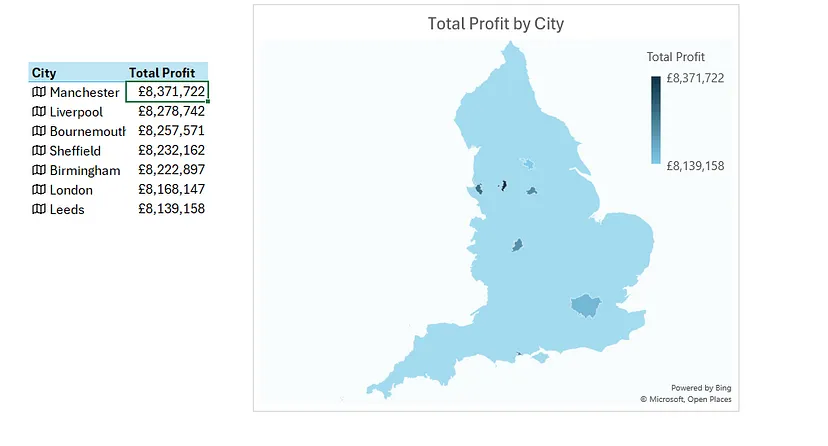 Total Profit by City
City Total Profit
Manchester £8,371,722
Liverpool £8,278,742
Bournemouth £8,257,571
Sheffield £8,232,162
Birmingham £8,222,897
London £8,168,147
Leeds £8,139,158
Total Profit
£8,371,722
£8,139,158
Powered by Bing
© Microsoft, Open Places